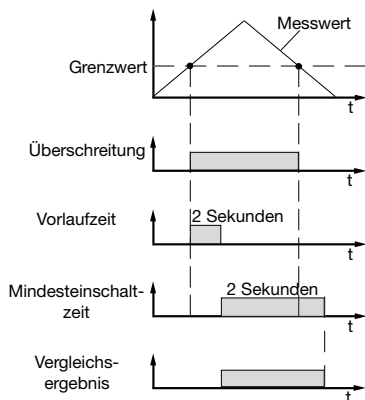 Messwert
Grenzwert
t
Überschreitung
t
Vorlaufzeit
2 Sekunden
t
Mindesteinschalt-
zeit
2 Sekunden
t
Vergleichs-
ergebnis
t